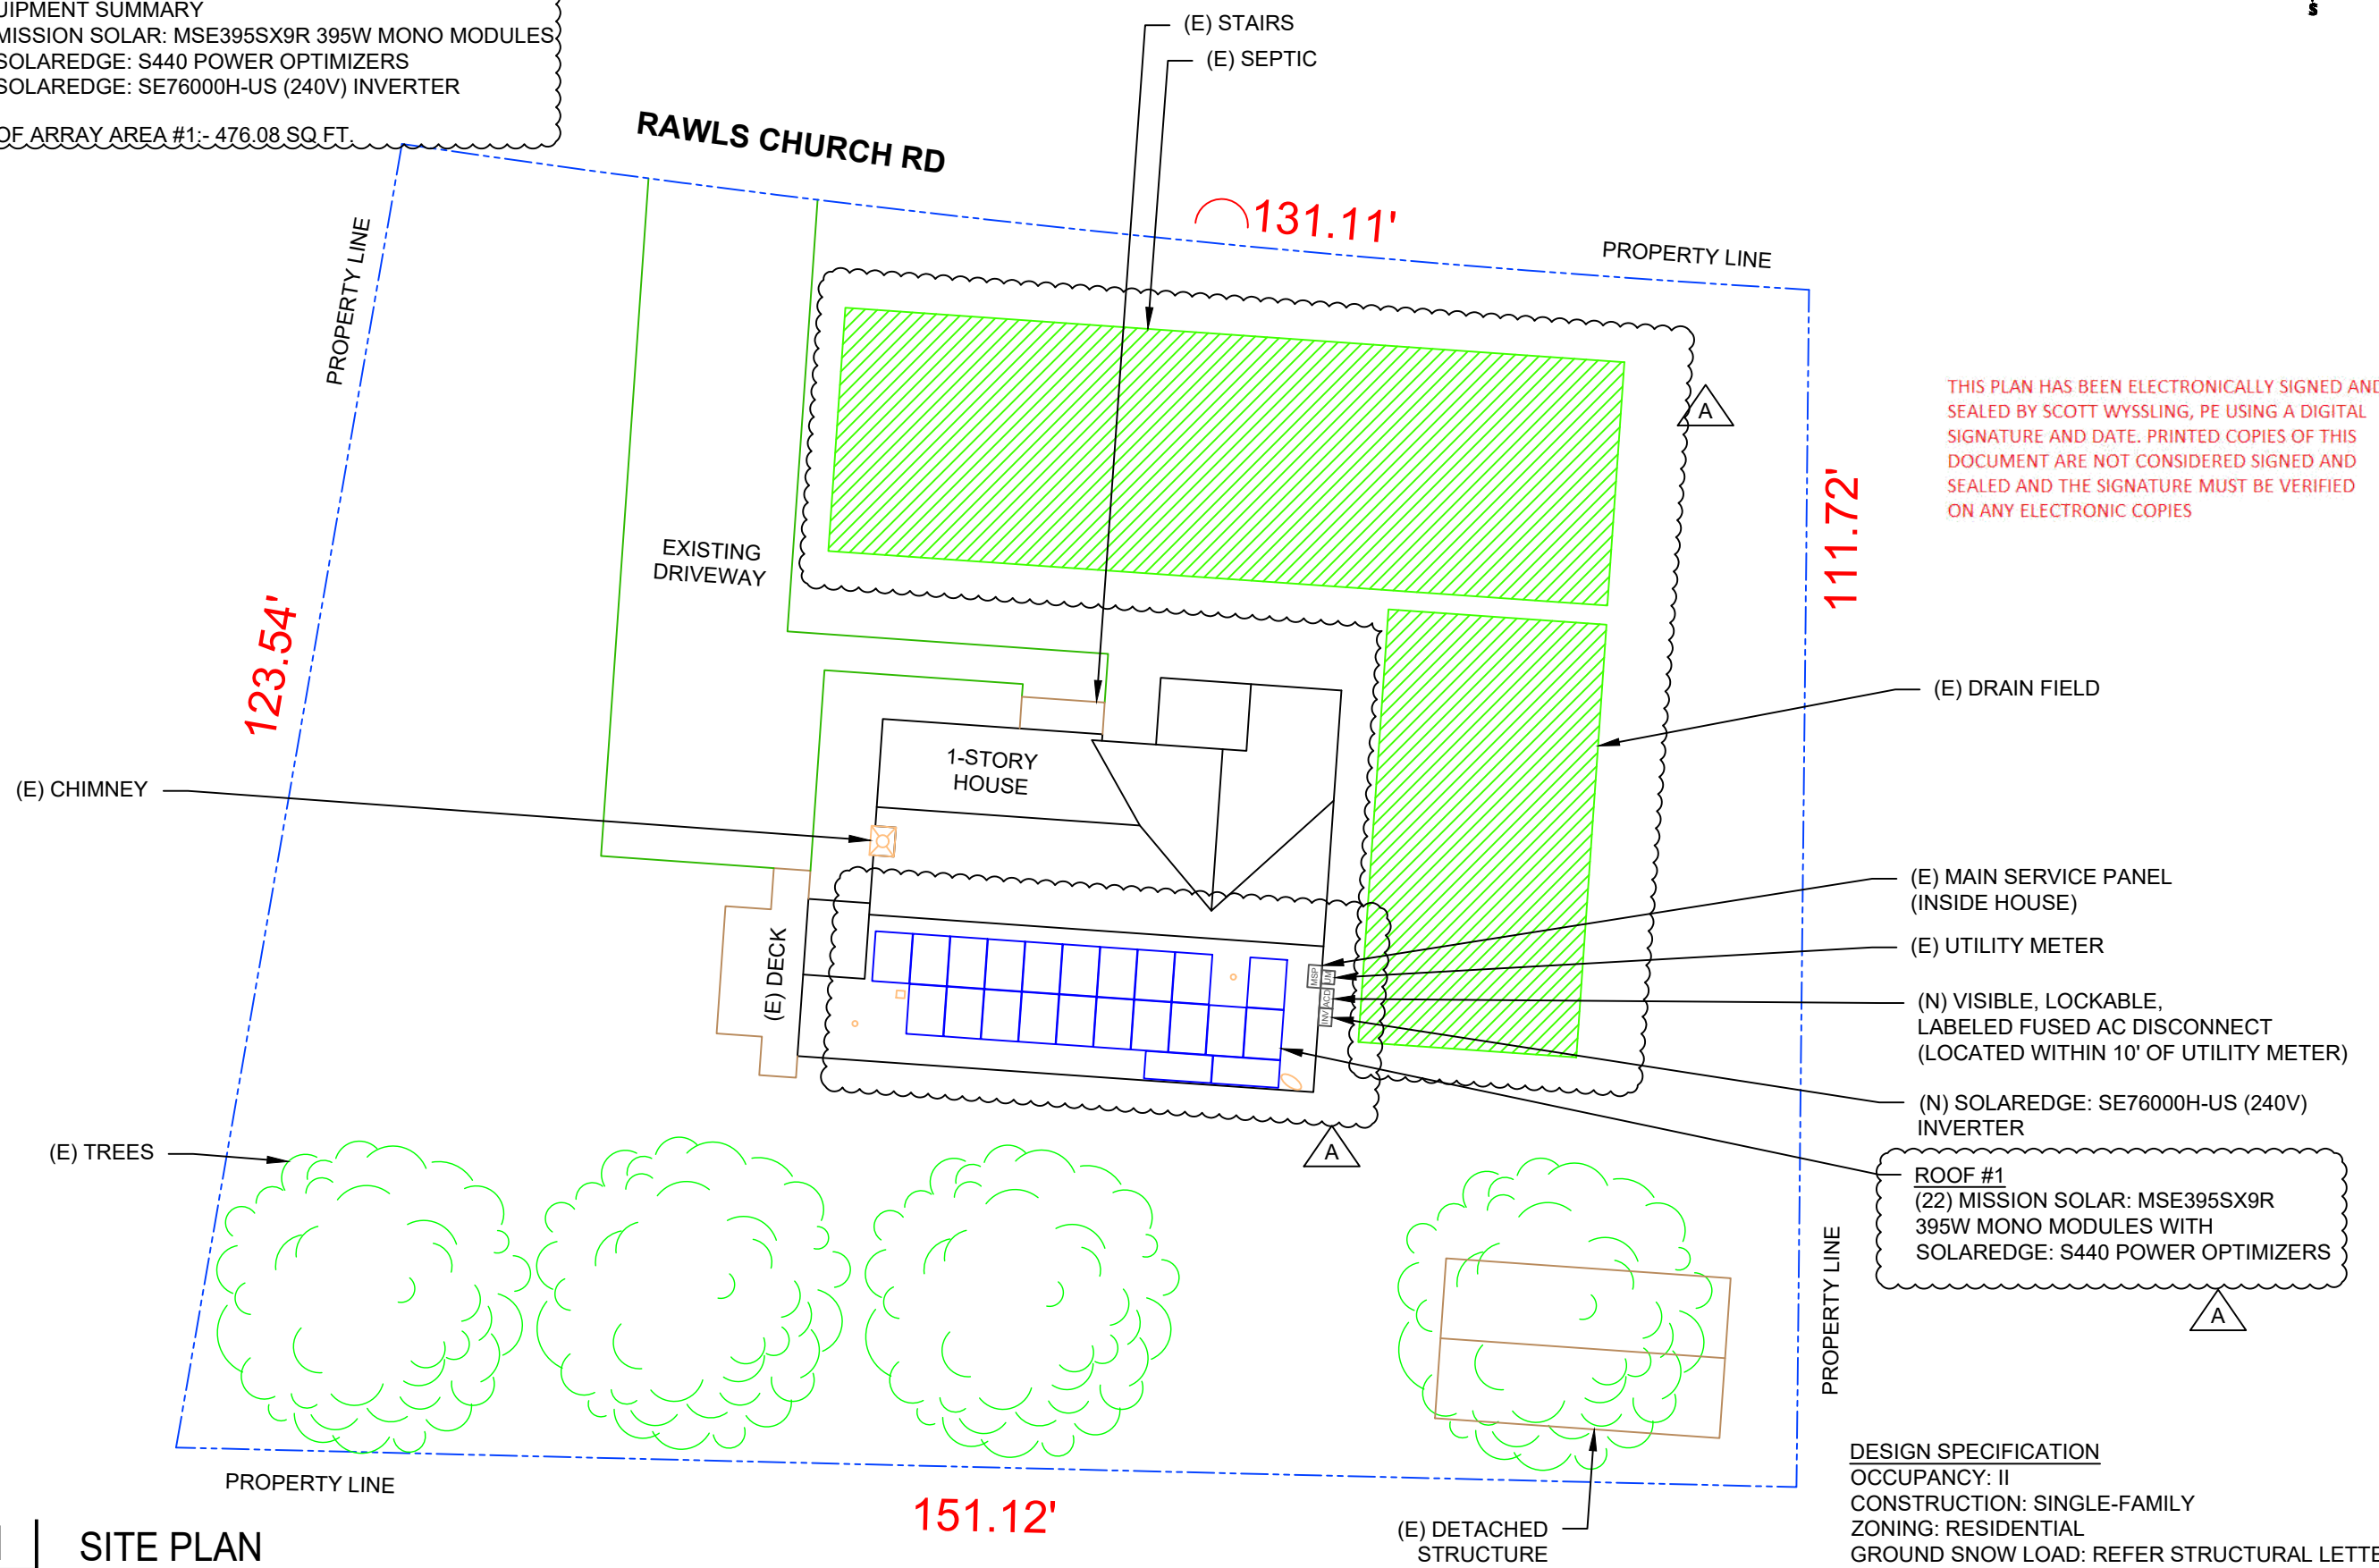 UIPMENT SUMMARY
MISSION SOLAR: MSE395SX9R 395W MONO MODULES
SOLAREDGE: S440 POWER OPTIMIZERS
SOLAREDGE: SE76000H-US (240V) INVERTER
OF ARRAY AREA #1:- 476.08 SQ FT.
S
(E) STAIRS
(E) SEPTIC
RAWLS CHURCH RD
131.11'
PROPERTY LINE
PROPERTY LINE
THIS PLAN HAS BEEN ELECTRONICALLY SIGNED AND
SEALED BY SCOTT WYSSLING, PE USING A DIGITAL
SIGNATURE AND DATE. PRINTED COPIES OF THIS
DOCUMENT ARE NOT CONSIDERED SIGNED AND
SEALED AND THE SIGNATURE MUST BE VERIFIED
ON ANY ELECTRONIC COPIES
A
111.72'
EXISTING
DRIVEWAY
123.54'
(E) DRAIN FIELD
1-STORY
HOUSE
(E) CHIMNEY
(E) DECK
(E) MAIN SERVICE PANEL
(INSIDE HOUSE)
(E) UTILITY METER
MSP
UM
ACD
INV
(N) VISIBLE, LOCKABLE,
LABELED FUSED AC DISCONNECT
(LOCATED WITHIN 10' OF UTILITY METER)
(N) SOLAREDGE: SE76000H-US (240V)
INVERTER
A
(E) TREES
ROOF #1
(22) MISSION SOLAR: MSE395SX9R
395W MONO MODULES WITH
SOLAREDGE: S440 POWER OPTIMIZERS
A
PROPERTY LINE
PROPERTY LINE
151.12'
(E) DETACHED
STRUCTURE
DESIGN SPECIFICATION
OCCUPANCY: II
CONSTRUCTION: SINGLE-FAMILY
ZONING: RESIDENTIAL
GROUND SNOW LOAD: REFER STRUCTURAL LETTE
SITE PLAN